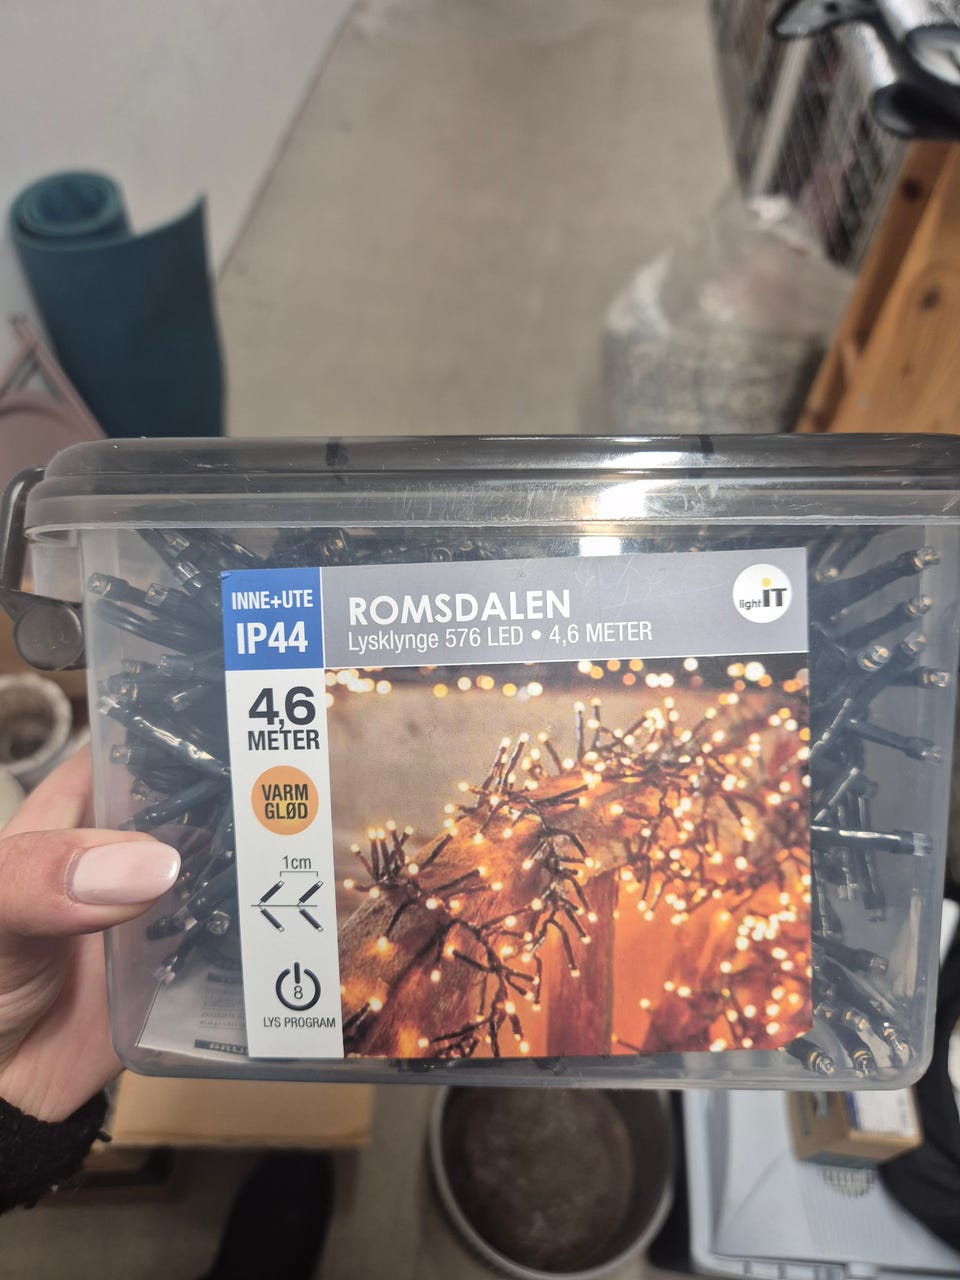 INNE+UTE
IP44
ROMSDALEN
Lysklynge 576 LED • 4,6 METER
light IT
4,6
METER
VARM
GLØD
1cm
8
LYS PROGRAM